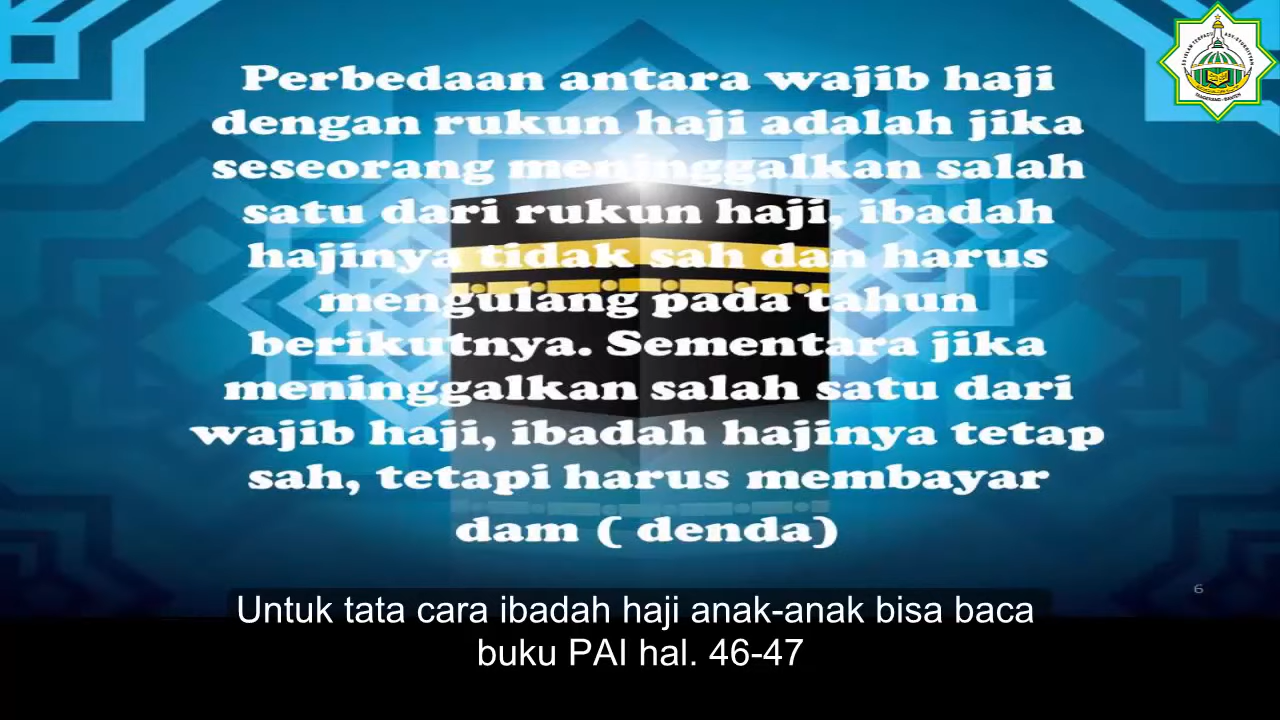 Perbedaan antara wajib haji
dengan rukun haji adalah jika
seseorang meninggalkan salah
satu dari rukun haji, ibadah
hajinya tidak sah dan harus
mengulang pada tahun
berikutnya. Sementara jika
meninggalkan salah satu dari
wajib haji, ibadah hajinya tetap
sah, tetapi harus membayar
dam ( denda)
6
Untuk tata cara ibadah haji anak-anak bisa baca
buku PAI hal. 46-47